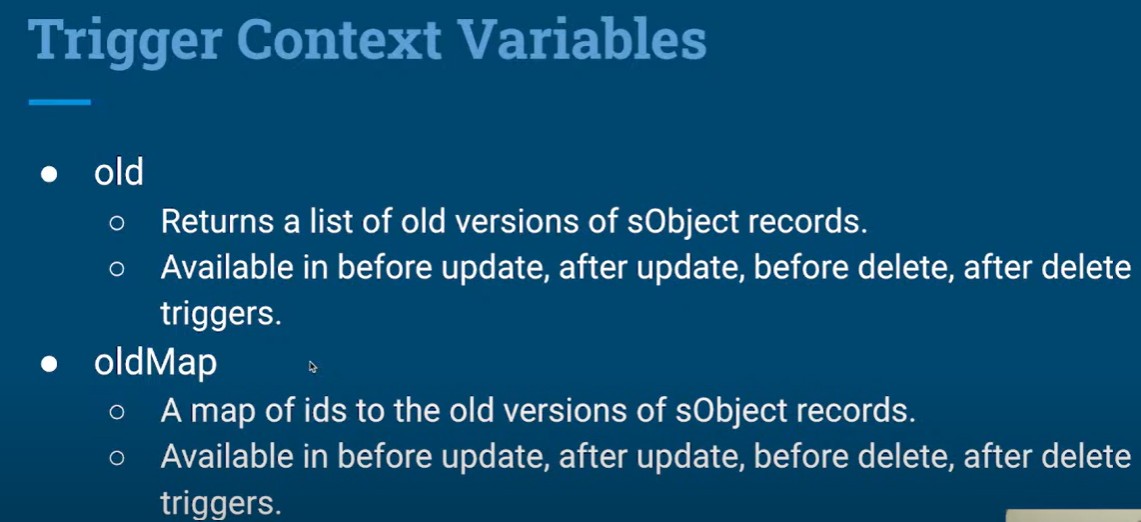 Trigger Context Variables
● old
○ Returns a list of old versions of sObject records.
○ Available in before update, after update, before delete, after delete
triggers.
● oldMap
○ A map of ids to the old versions of sObject records.
○ Available in before update, after update, before delete, after delete
triggers.